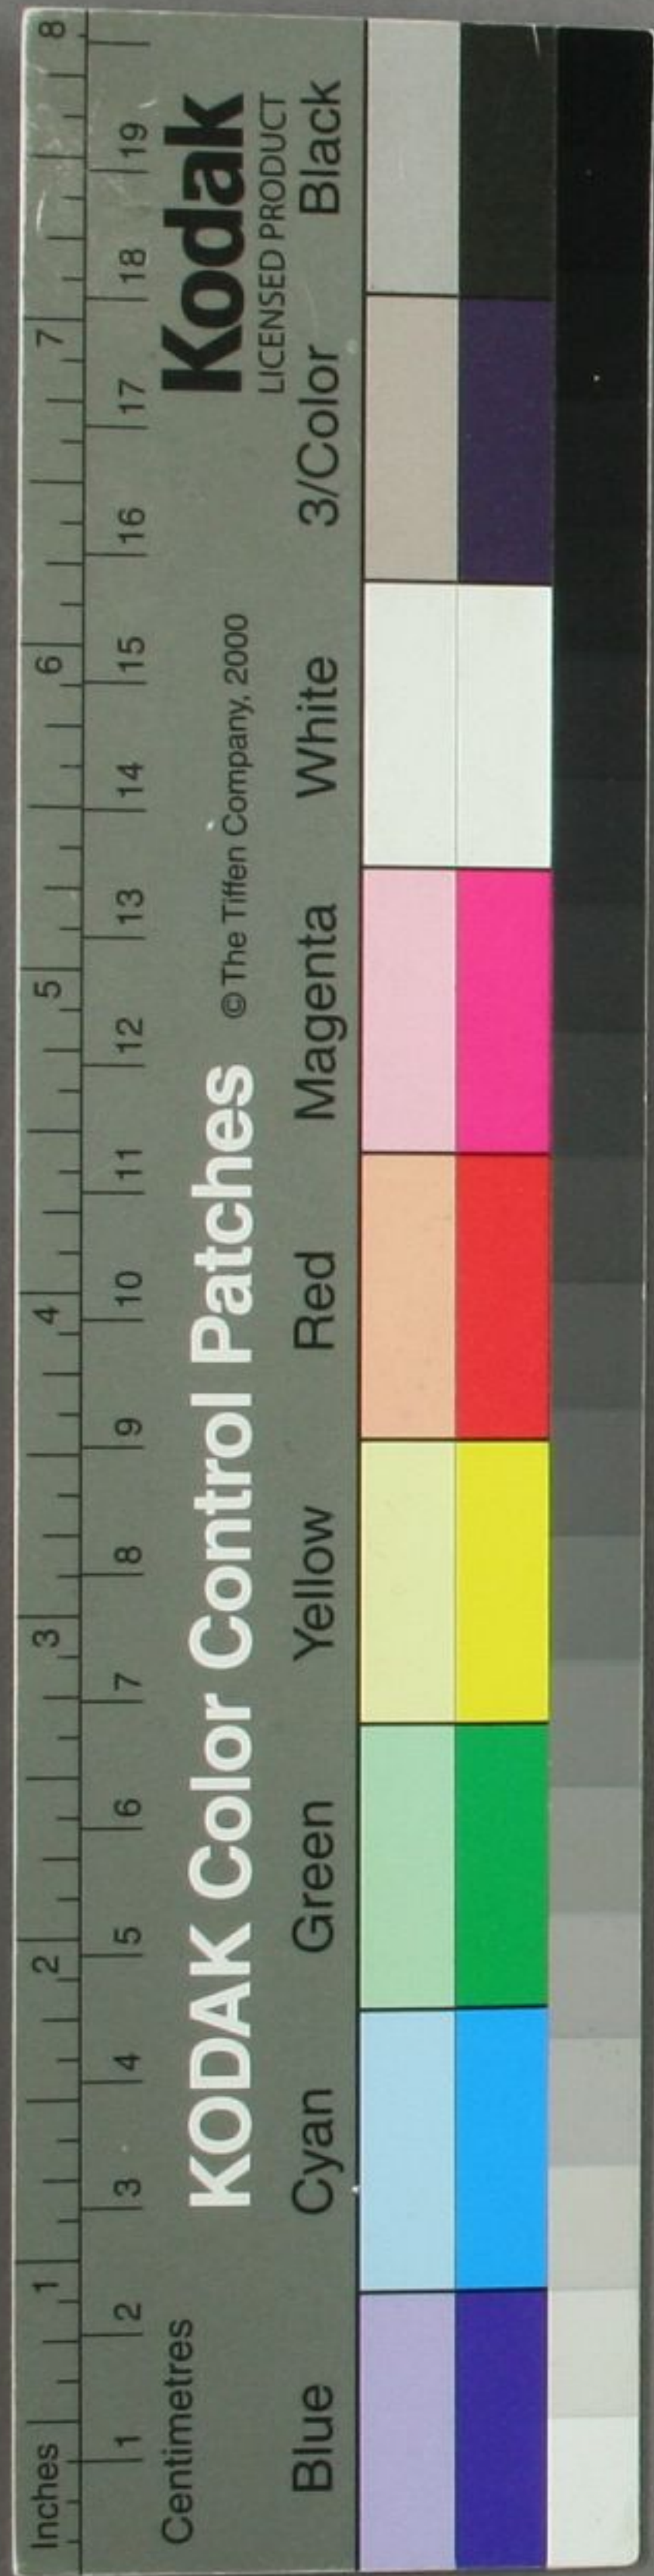 Inches 1 2 3 4 5 6 7 8
Centimetres 1 2 3 4 5 6 7 8 9 10 11 12 13 14 15 16 17 18 19
KODAK Color Control Patches © The Tiffen Company, 2000 Kodak
LICENSED PRODUCT
Blue Cyan Green Yellow Red Magenta White 3/Color Black